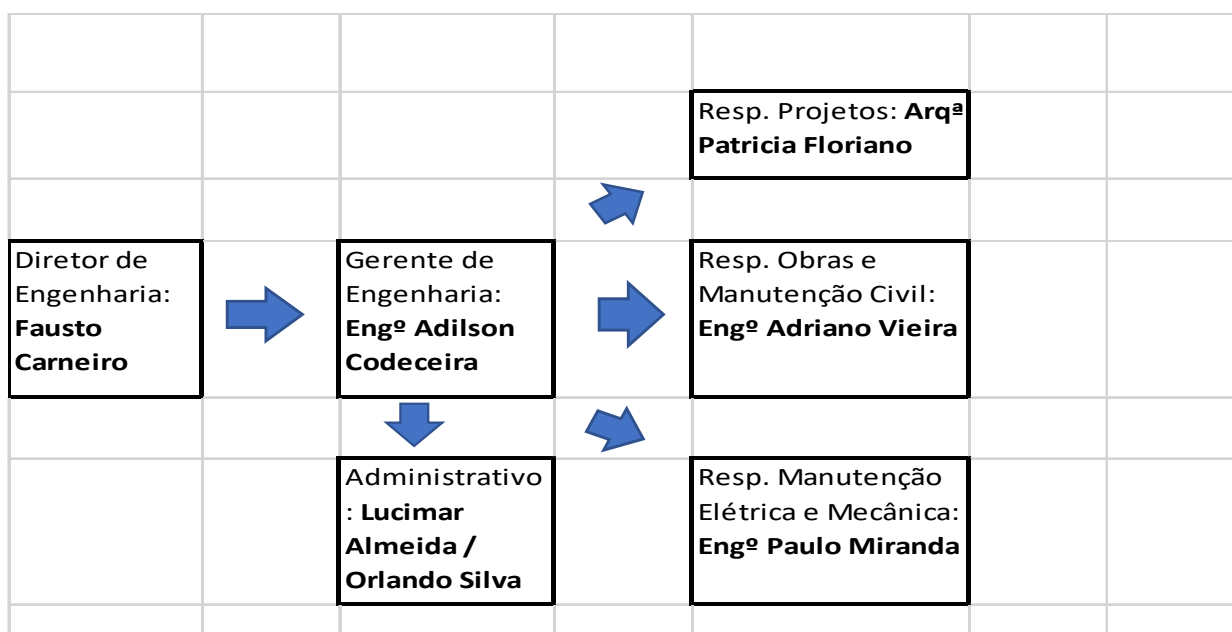 Resp. Projetos: Arqª
Patricia Floriano
Diretor de
Engenharia:
Fausto
Carneiro
Gerente de
Engenharia:
Engº Adilson
Codeceira
Resp. Obras e
Manutenção Civil:
Engº Adriano Vieira
Administrativo
: Lucimar
Almeida /
Orlando Silva
Resp. Manutenção
Elétrica e Mecânica:
Engº Paulo Miranda